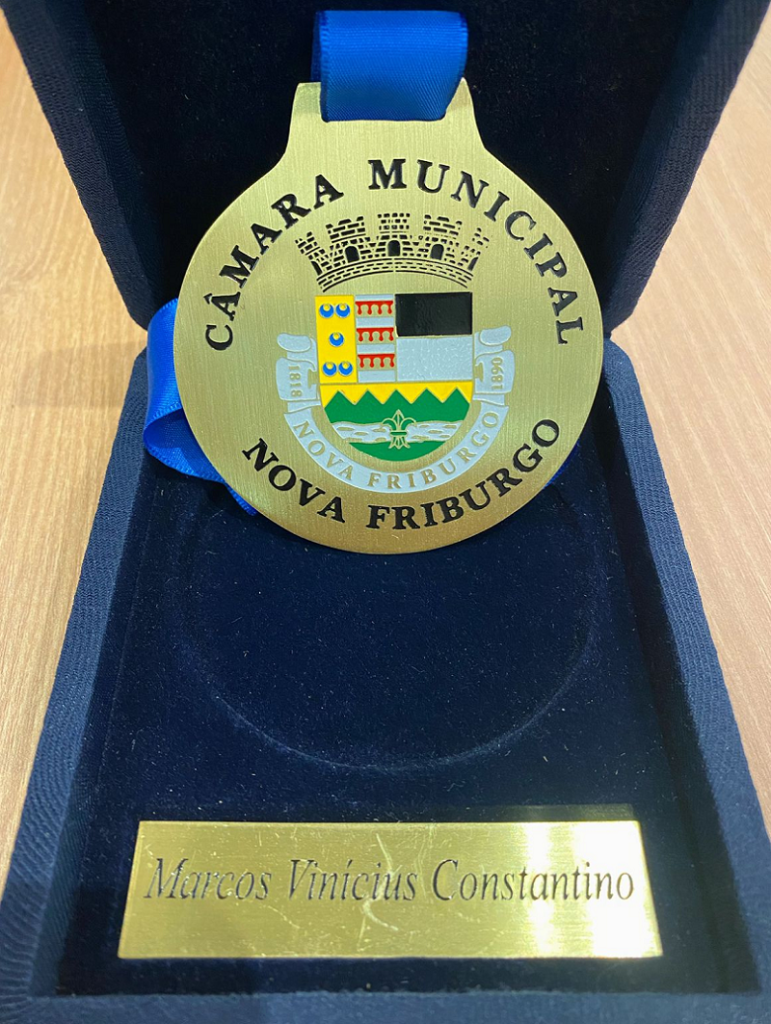 CÂMARA MUNICIPAL
1818
1890
NOVA FRIBURGO
NOVA FRIBURGO
Marcos Vinícius Constantino